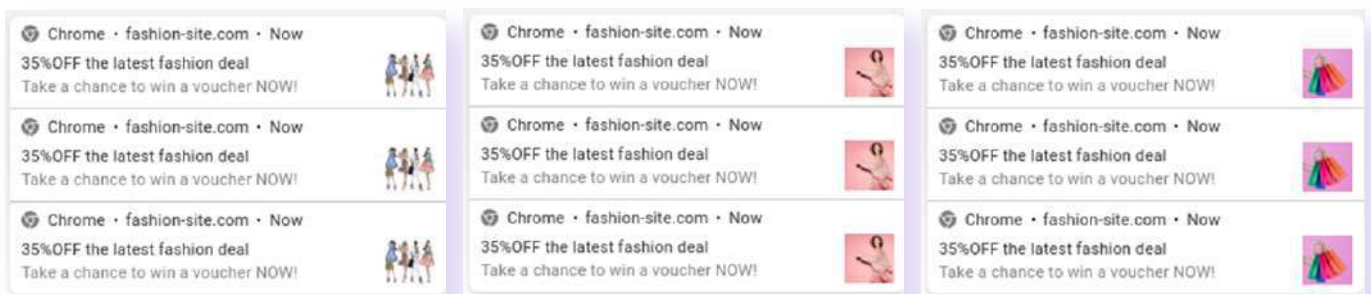 Chrome · fashion-site.com · Now
35%OFF the latest fashion deal
Take a chance to win a voucher NOW!
Chrome · fashion-site.com · Now
35%OFF the latest fashion deal
Take a chance to win a voucher NOW!
Chrome · fashion-site.com · Now
35%OFF the latest fashion deal
Take a chance to win a voucher NOW!
Chrome · fashion-site.com · Now
35%OFF the latest fashion deal
Take a chance to win a voucher NOW!
Chrome · fashion-site.com · Now
35%OFF the latest fashion deal
Take a chance to win a voucher NOW!
Chrome · fashion-site.com · Now
35%OFF the latest fashion deal
Take a chance to win a voucher NOW!
Chrome · fashion-site.com · Now
35%OFF the latest fashion deal
Take a chance to win a voucher NOW!
Chrome · fashion-site.com · Now
35%OFF the latest fashion deal
Take a chance to win a voucher NOW!
Chrome · fashion-site.com · Now
35%OFF the latest fashion deal
Take a chance to win a voucher NOW!